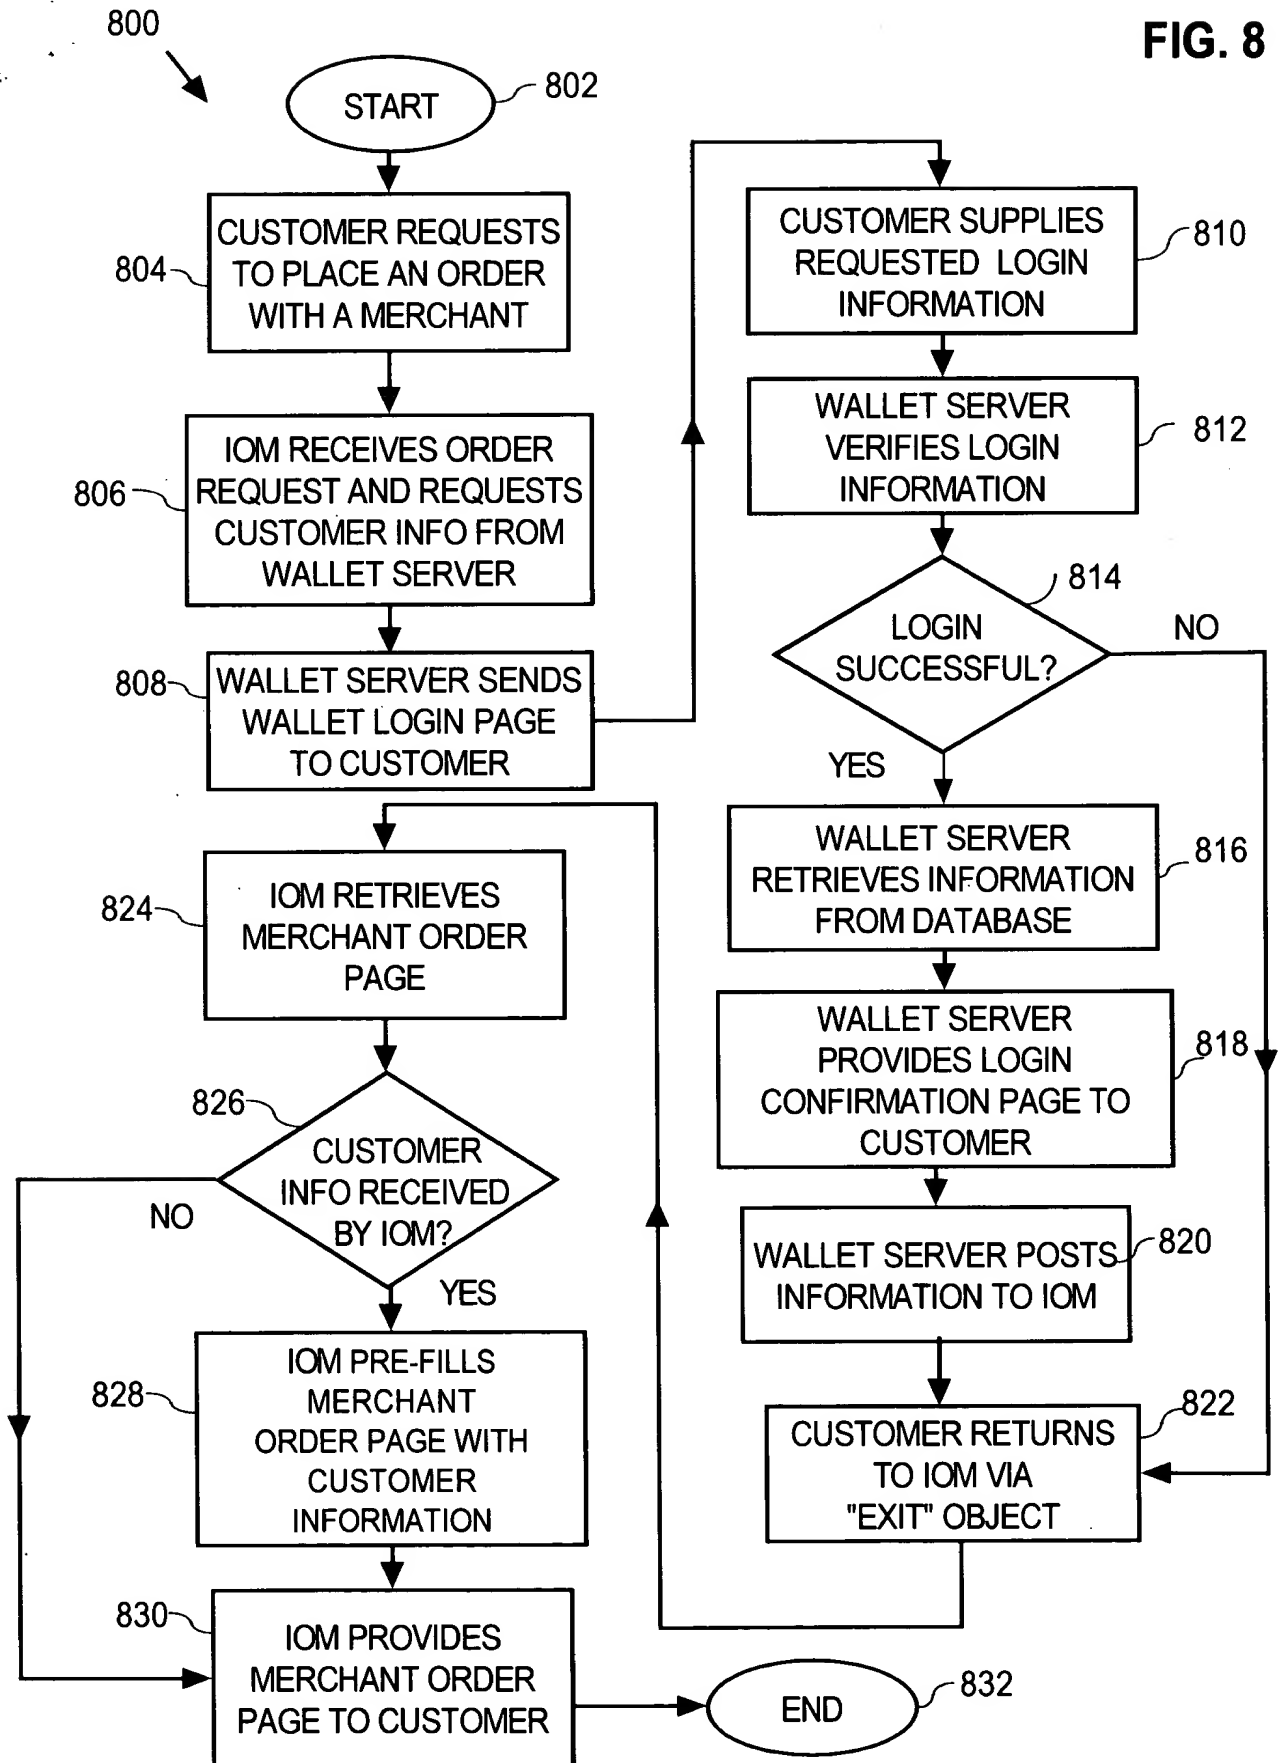 800
FIG. 8
START
802
CUSTOMER REQUESTS
TO PLACE AN ORDER
WITH A MERCHANT
804
IOM RECEIVES ORDER
REQUEST AND REQUESTS
CUSTOMER INFO FROM
WALLET SERVER
806
WALLET SERVER SENDS
WALLET LOGIN PAGE
TO CUSTOMER
808
CUSTOMER SUPPLIES
REQUESTED LOGIN
INFORMATION
810
WALLET SERVER
VERIFIES LOGIN
INFORMATION
812
LOGIN
SUCCESSFUL?
814
NO
YES
WALLET SERVER
RETRIEVES INFORMATION
FROM DATABASE
816
WALLET SERVER
PROVIDES LOGIN
CONFIRMATION PAGE TO
CUSTOMER
818
WALLET SERVER POSTS
INFORMATION TO IOM
820
CUSTOMER RETURNS
TO IOM VIA
"EXIT" OBJECT
822
IOM RETRIEVES
MERCHANT ORDER
PAGE
824
CUSTOMER
INFO RECEIVED
BY IOM?
826
NO
YES
IOM PRE-FILLS
MERCHANT
ORDER PAGE WITH
CUSTOMER
INFORMATION
828
IOM PROVIDES
MERCHANT ORDER
PAGE TO CUSTOMER
830
END
832